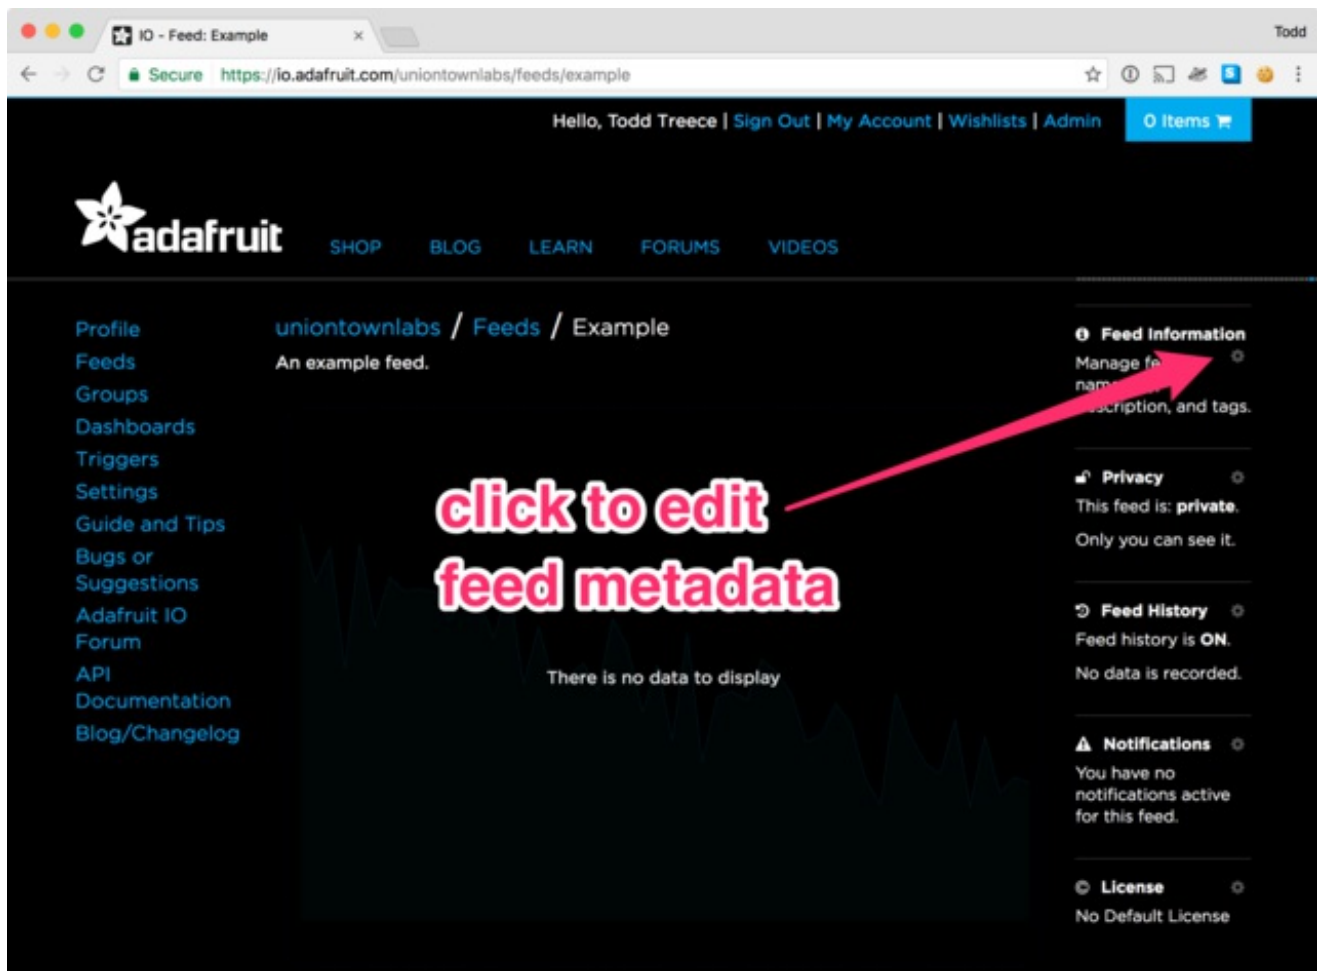 IO - Feed: Example
Todd
Secure https://io.adafruit.com/uniontownlabs/feeds/example
Hello, Todd Treece | Sign Out | My Account | Wishlists | Admin
0 Items
adafruit
SHOP BLOG LEARN FORUMS VIDEOS
Profile
Feeds
Groups
Dashboards
Triggers
Settings
Guide and Tips
Bugs or
Suggestions
Adafruit IO
Forum
API
Documentation
Blog/Changelog
uniontownlabs / Feeds / Example
An example feed.
click to edit
feed metadata
There is no data to display
Feed Information
Manage
description, and tags.
Privacy
This feed is: private.
Only you can see it.
Feed History
Feed history is ON.
No data is recorded.
Notifications
You have no
notifications active
for this feed.
License
No Default License